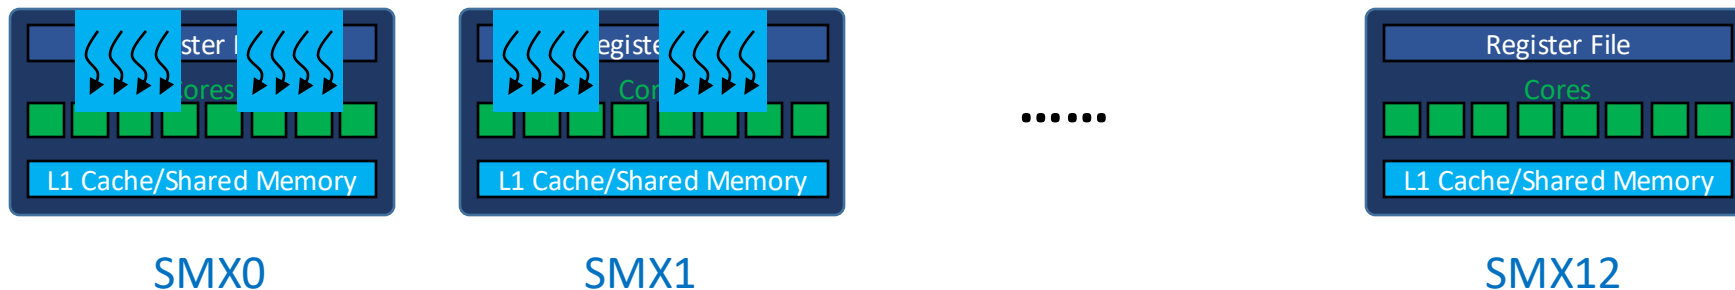 Register File
Cores
L1 Cache/Shared Memory
L1 Cache/Shared Memory
L1 Cache/Shared Memory
SMX0
SMX1
......
SMX12